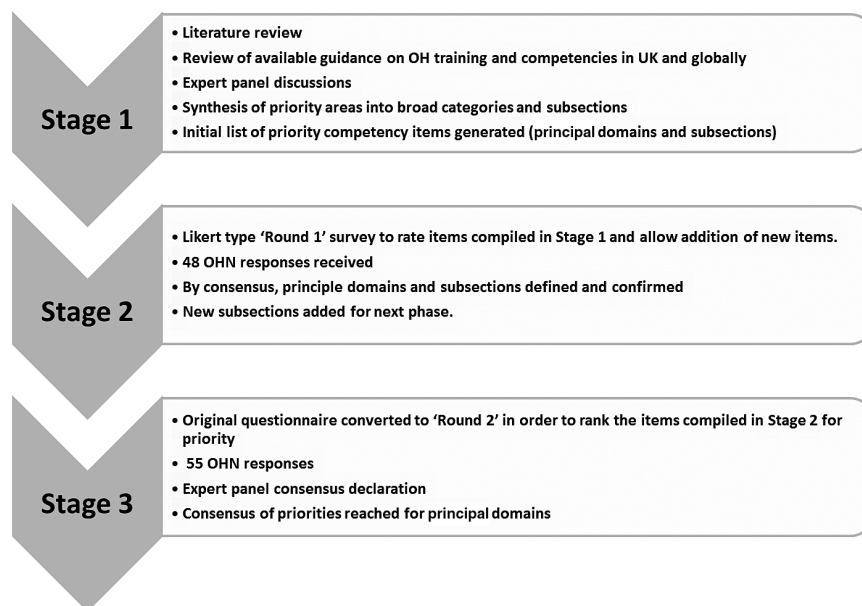 Stage 1
• Literature review
• Review of available guidance on OH training and competencies in UK and globally
• Expert panel discussions
• Synthesis of priority areas into broad categories and subsections
• Initial list of priority competency items generated (principal domains and subsections)
Stage 2
• Likert type ‘Round 1’ survey to rate items compiled in Stage 1 and allow addition of new items.
• 48 OHN responses received
• By consensus, principle domains and subsections defined and confirmed
• New subsections added for next phase.
Stage 3
• Original questionnaire converted to ‘Round 2’ in order to rank the items compiled in Stage 2 for
priority
• 55 OHN responses
• Expert panel consensus declaration
• Consensus of priorities reached for principal domains